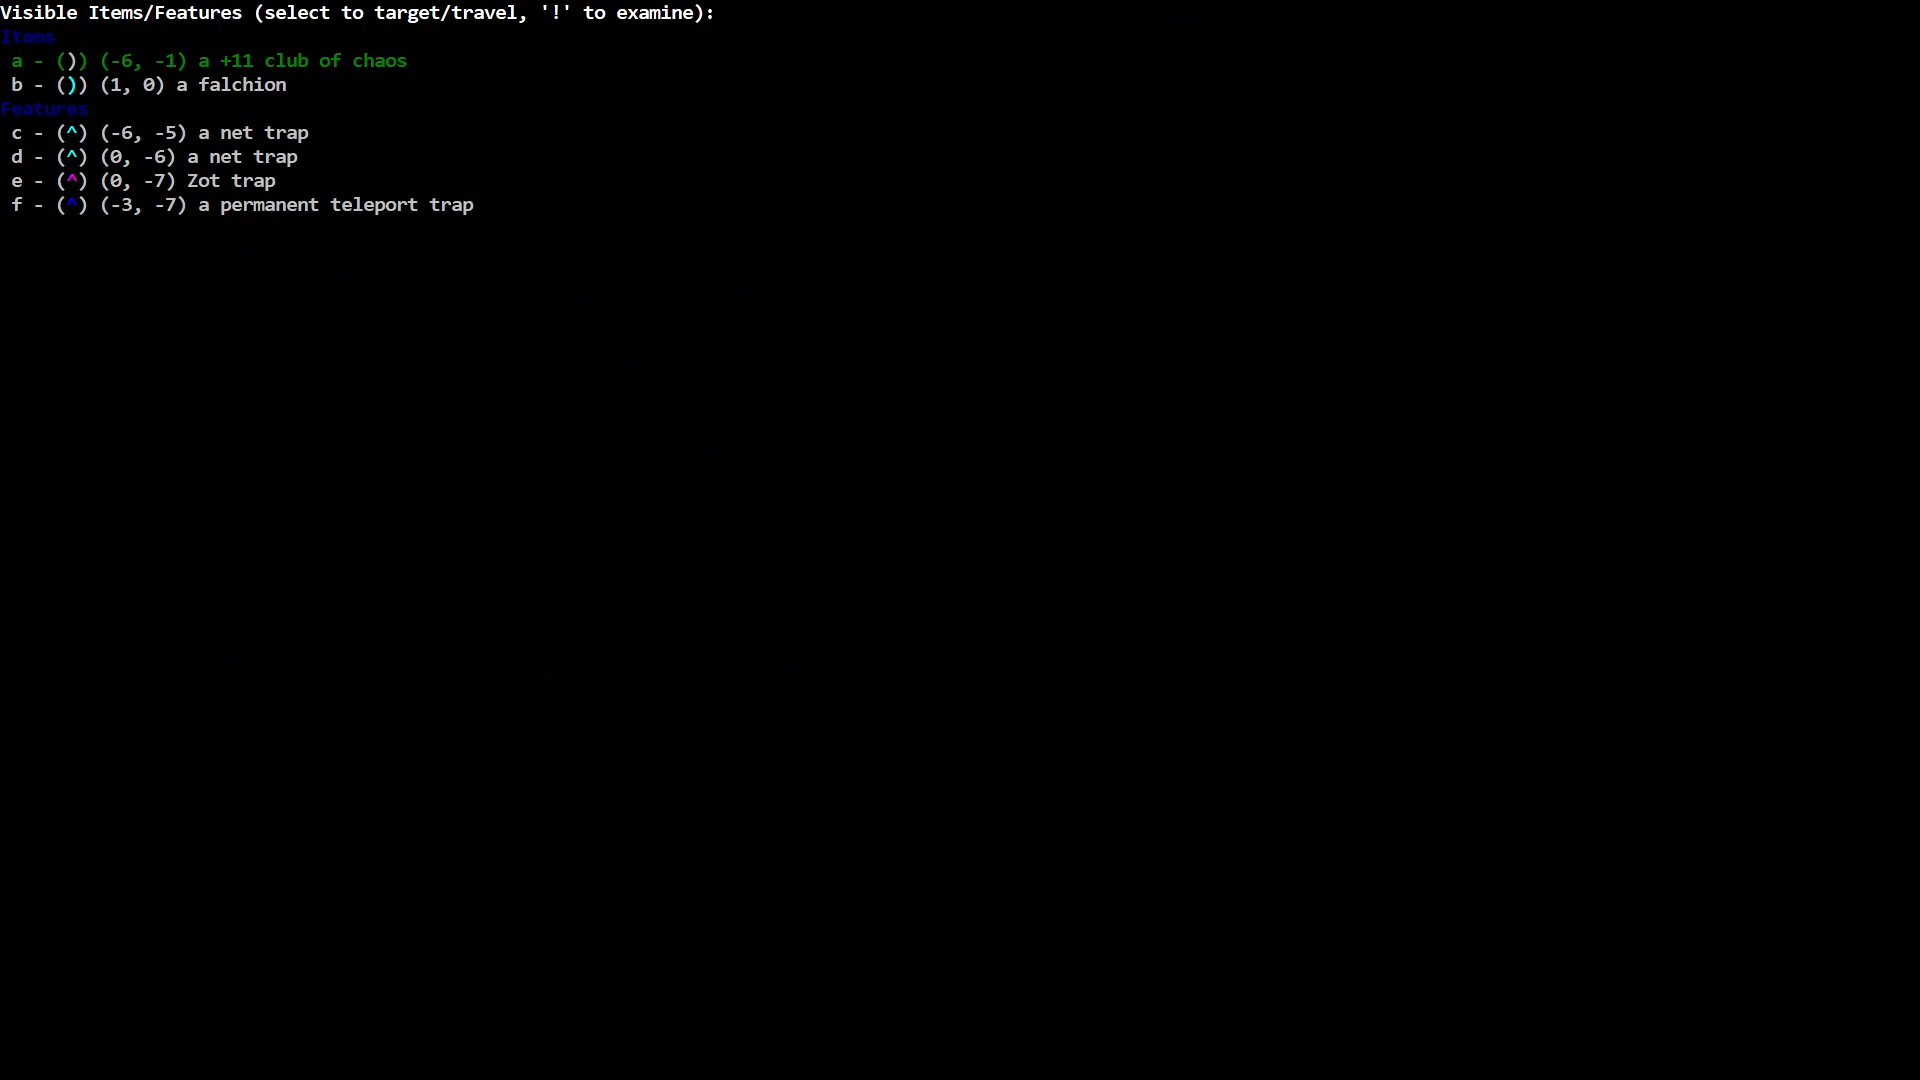 Visible Items/Features (select to target/travel, '!' to examine):
Items
a - ()) (-6, -1) a +11 club of chaos
b - ()) (1, 0) a falchion
Features
c - (^) (-6, -5) a net trap
d - (^) (0, -6) a net trap
e - (^) (0, -7) Zot trap
f - (^) (-3, -7) a permanent teleport trap